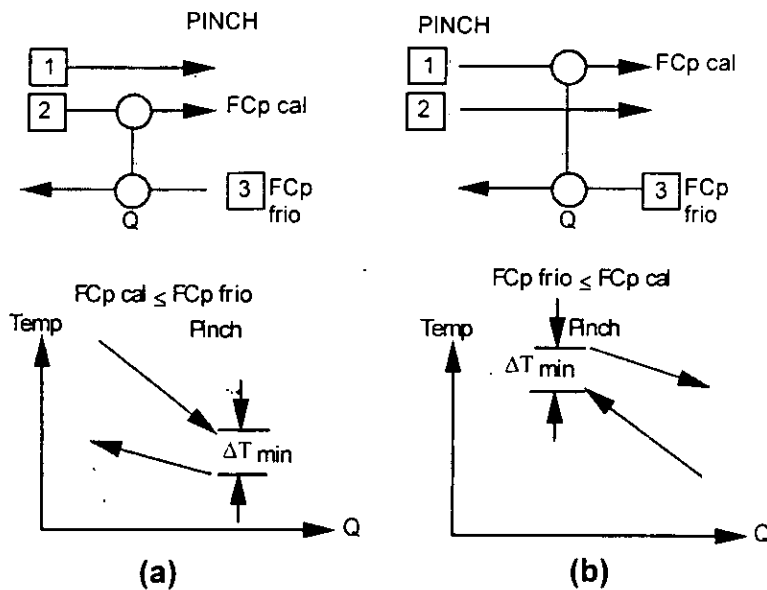 PINCH
1
2
FCp cal
3
FCp
frio
Q
FCp cal ≤ FCp frio
Temp
Pinch
ΔT min
Q
(a)
PINCH
1
FCp cal
2
3
FCp
frio
Q
FCp frio ≤ FCp cal
Temp
Pinch
ΔT min
Q
(b)